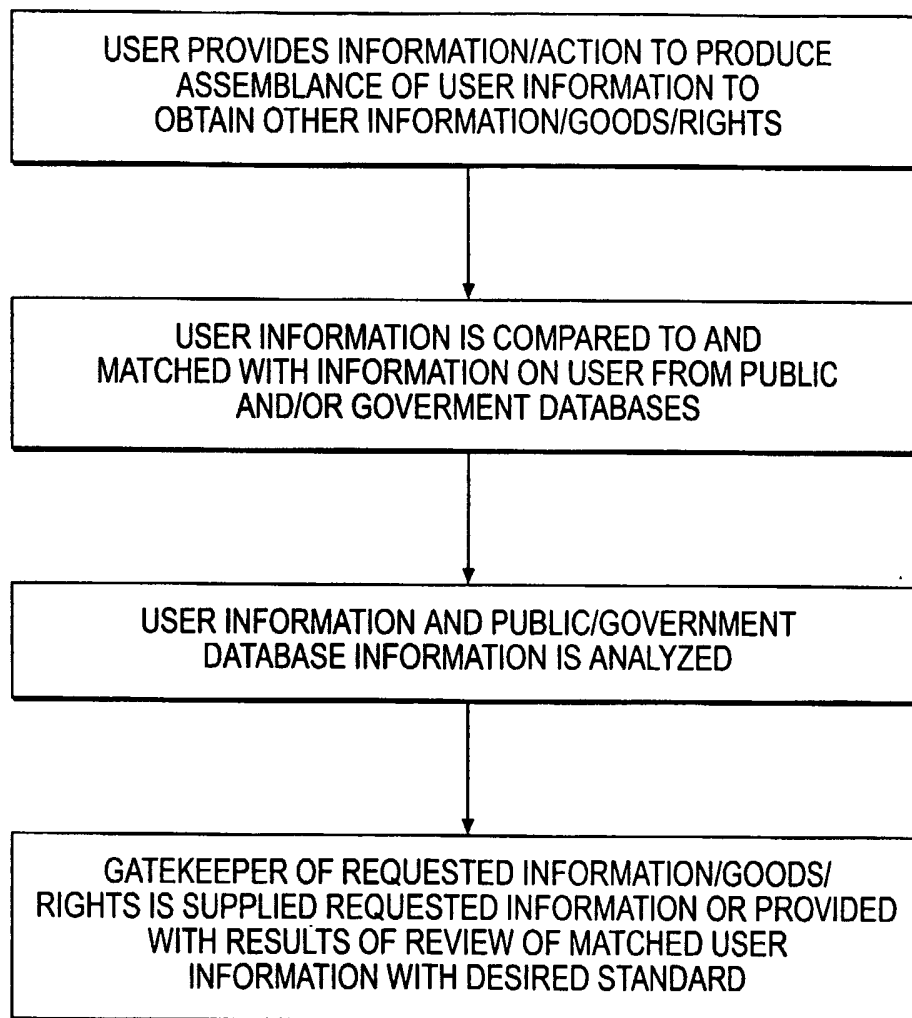 USER PROVIDES INFORMATION/ACTION TO PRODUCE
ASSEMBLANCE OF USER INFORMATION TO
OBTAIN OTHER INFORMATION/GOODS/RIGHTS
USER INFORMATION IS COMPARED TO AND
MATCHED WITH INFORMATION ON USER FROM PUBLIC
AND/OR GOVERMENT DATABASES
USER INFORMATION AND PUBLIC/GOVERNMENT
DATABASE INFORMATION IS ANALYZED
GATEKEEPER OF REQUESTED INFORMATION/GOODS/
RIGHTS IS SUPPLIED REQUESTED INFORMATION OR PROVIDED
WITH RESULTS OF REVIEW OF MATCHED USER
INFORMATION WITH DESIRED STANDARD